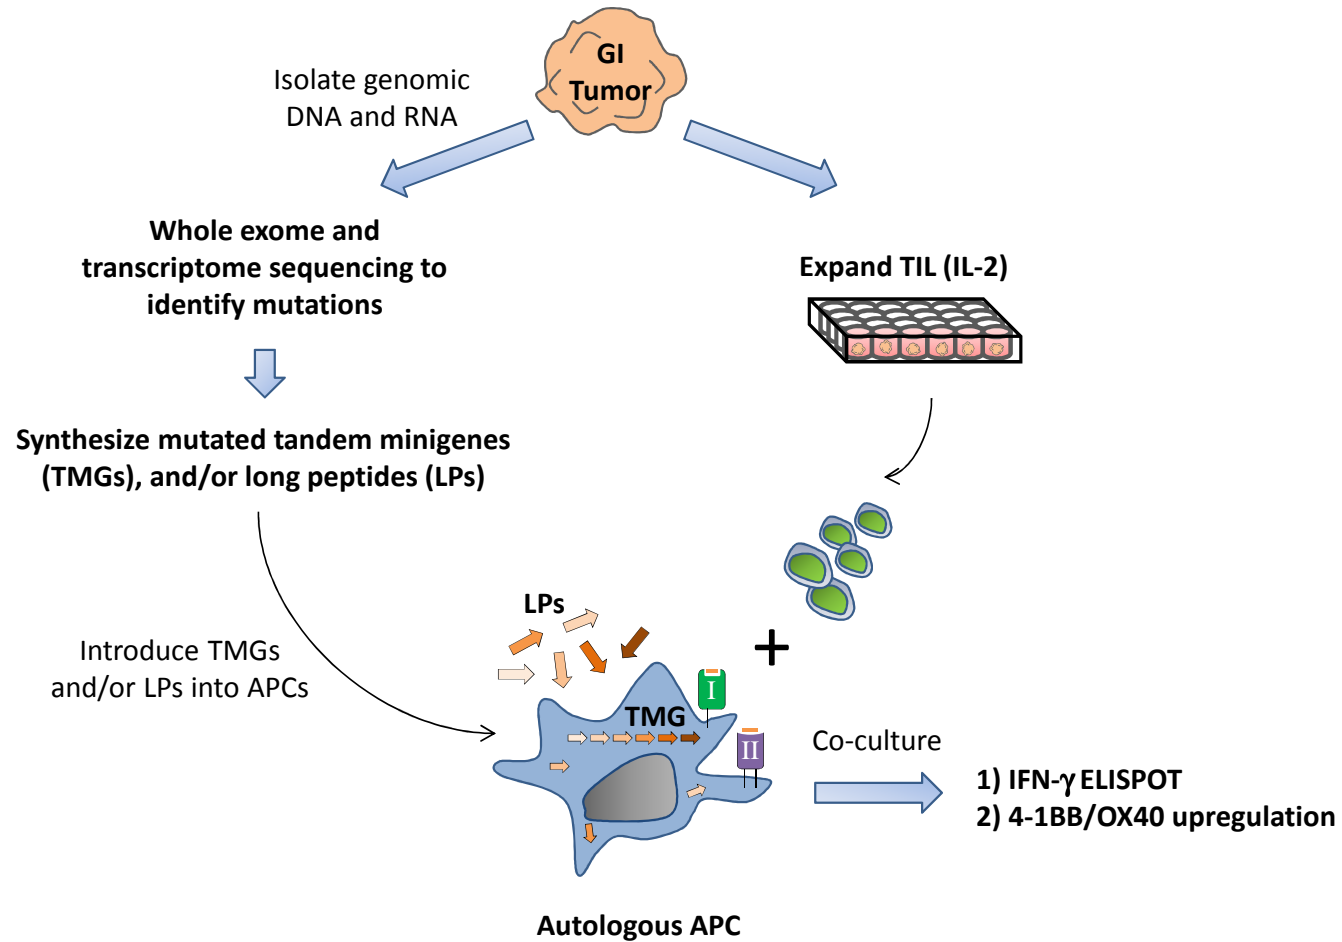 GI
Tumor
Isolate genomic
DNA and RNA
Whole exome and
transcriptome sequencing to
identify mutations
Expand TIL (IL-2)
Synthesize mutated tandem minigenes
(TMGs), and/or long peptides (LPs)
LPs
+
Introduce TMGs
and/or LPs into APCs
I
TMG
II
Co-culture
1) IFN-γ ELISPOT
2) 4-1BB/OX40 upregulation
Autologous APC